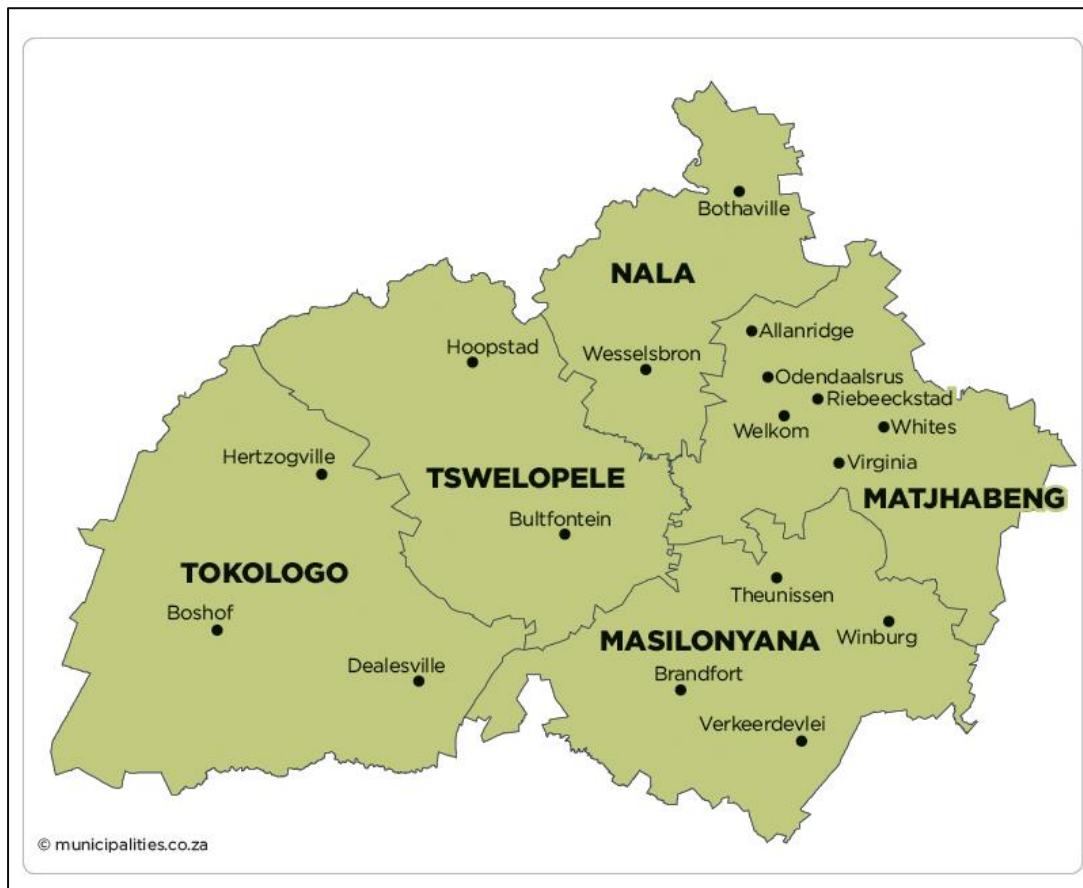 Bothaville
NALA
Allanridge
Hoopstad
Wesselsbron
Odendaalsrus
Riebeeckstad
Welkom
Whites
Hertzogville
Virginia
TSWELOPELE
MATJHABENG
Bultfontein
TOKOLOGO
Theunissen
Boshof
Winburg
MASILONYANA
Dealesville
Brandfort
Verkeerdevlei
© municipalities.co.za